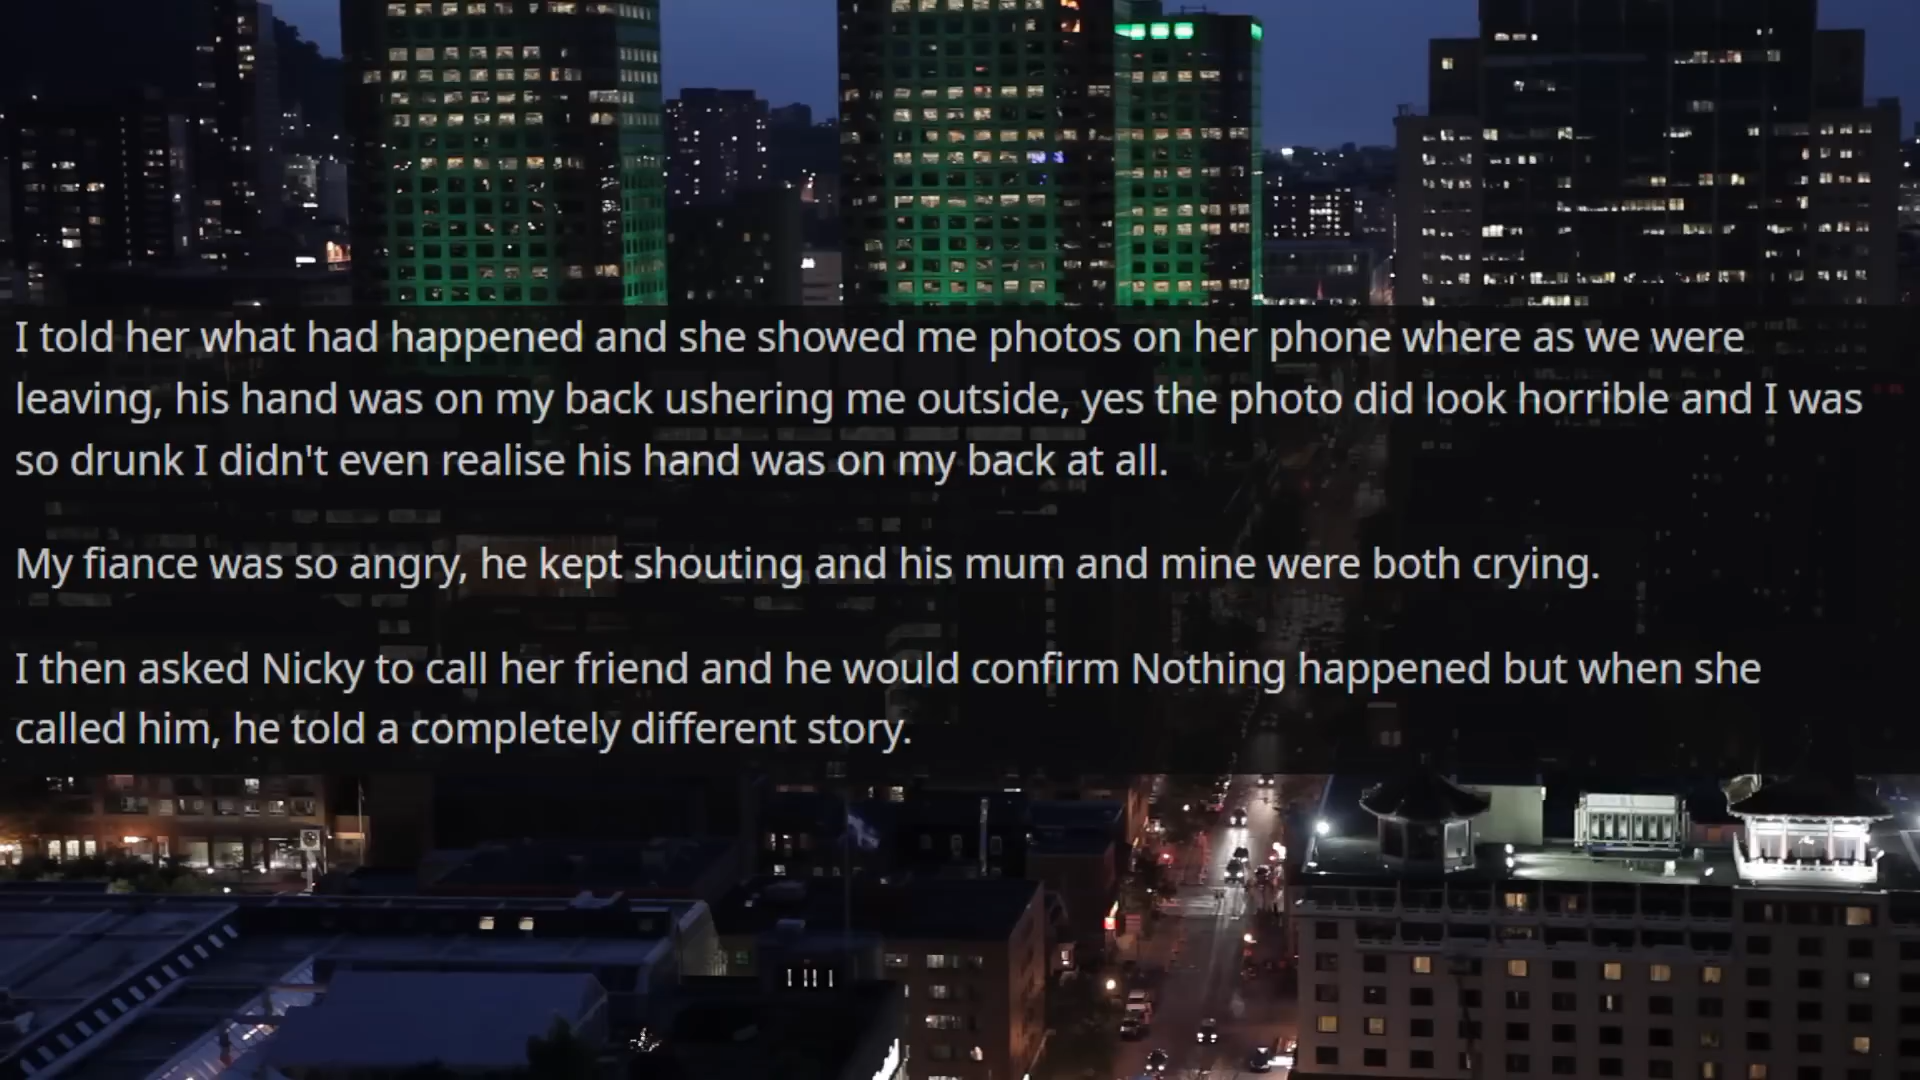 I told her what had happened and she showed me photos on her phone where as we were
leaving, his hand was on my back ushering me outside, yes the photo did look horrible and I was
so drunk I didn't even realise his hand was on my back at all.
My fiance was so angry, he kept shouting and his mum and mine were both crying.
I then asked Nicky to call her friend and he would confirm Nothing happened but when she
called him, he told a completely different story.